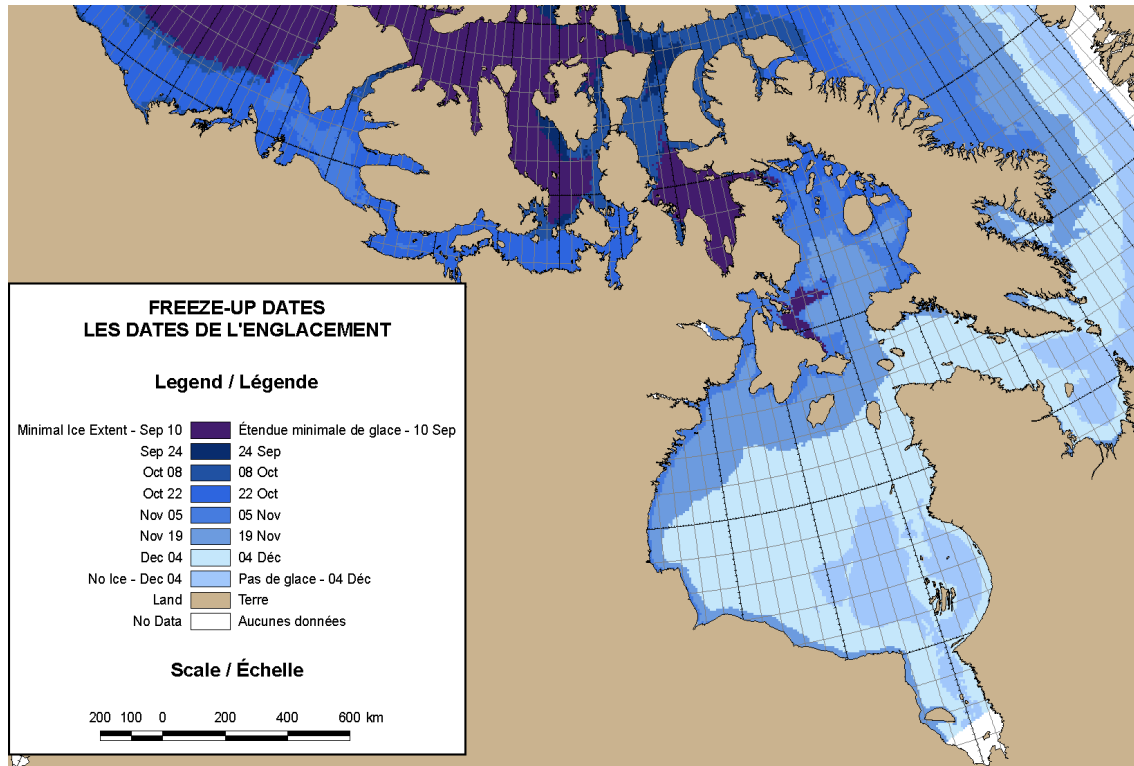 FREEZE-UP DATES
LES DATES DE L'ENGLACEMENT
Legend / Légende
Minimal Ice Extent - Sep 10 Étendue minimale de glace - 10 Sep
Sep 24 24 Sep
Oct 08 08 Oct
Oct 22 22 Oct
Nov 05 05 Nov
Nov 19 19 Nov
Dec 04 04 Déc
No Ice - Dec 04 Pas de glace - 04 Déc
Land Terre
No Data Aucunes données
Scale / Échelle
200 100 0 200 400 600 km